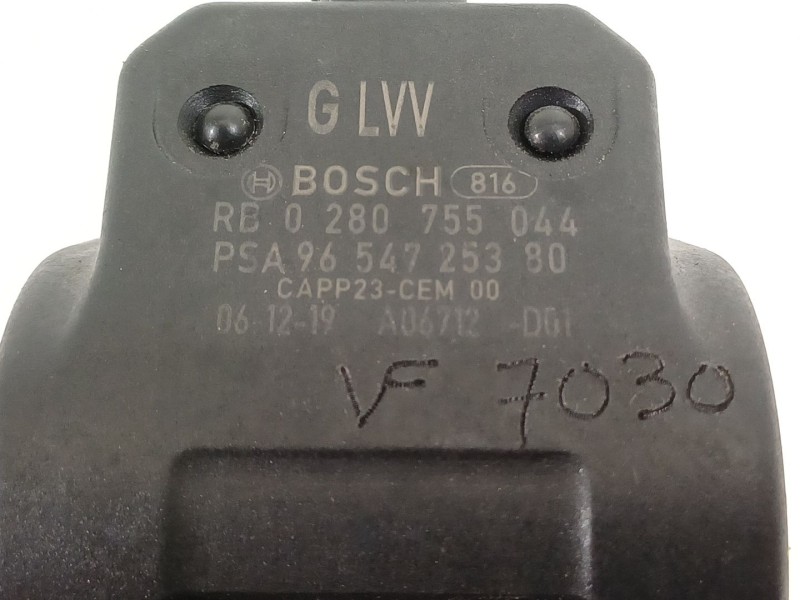 G LVV
BOSCH 816
RB 0 280 755 044
PSA 96 547 253 80
CAPP23-CEM 00
06-12-19 A06712 -D01
VF 7030